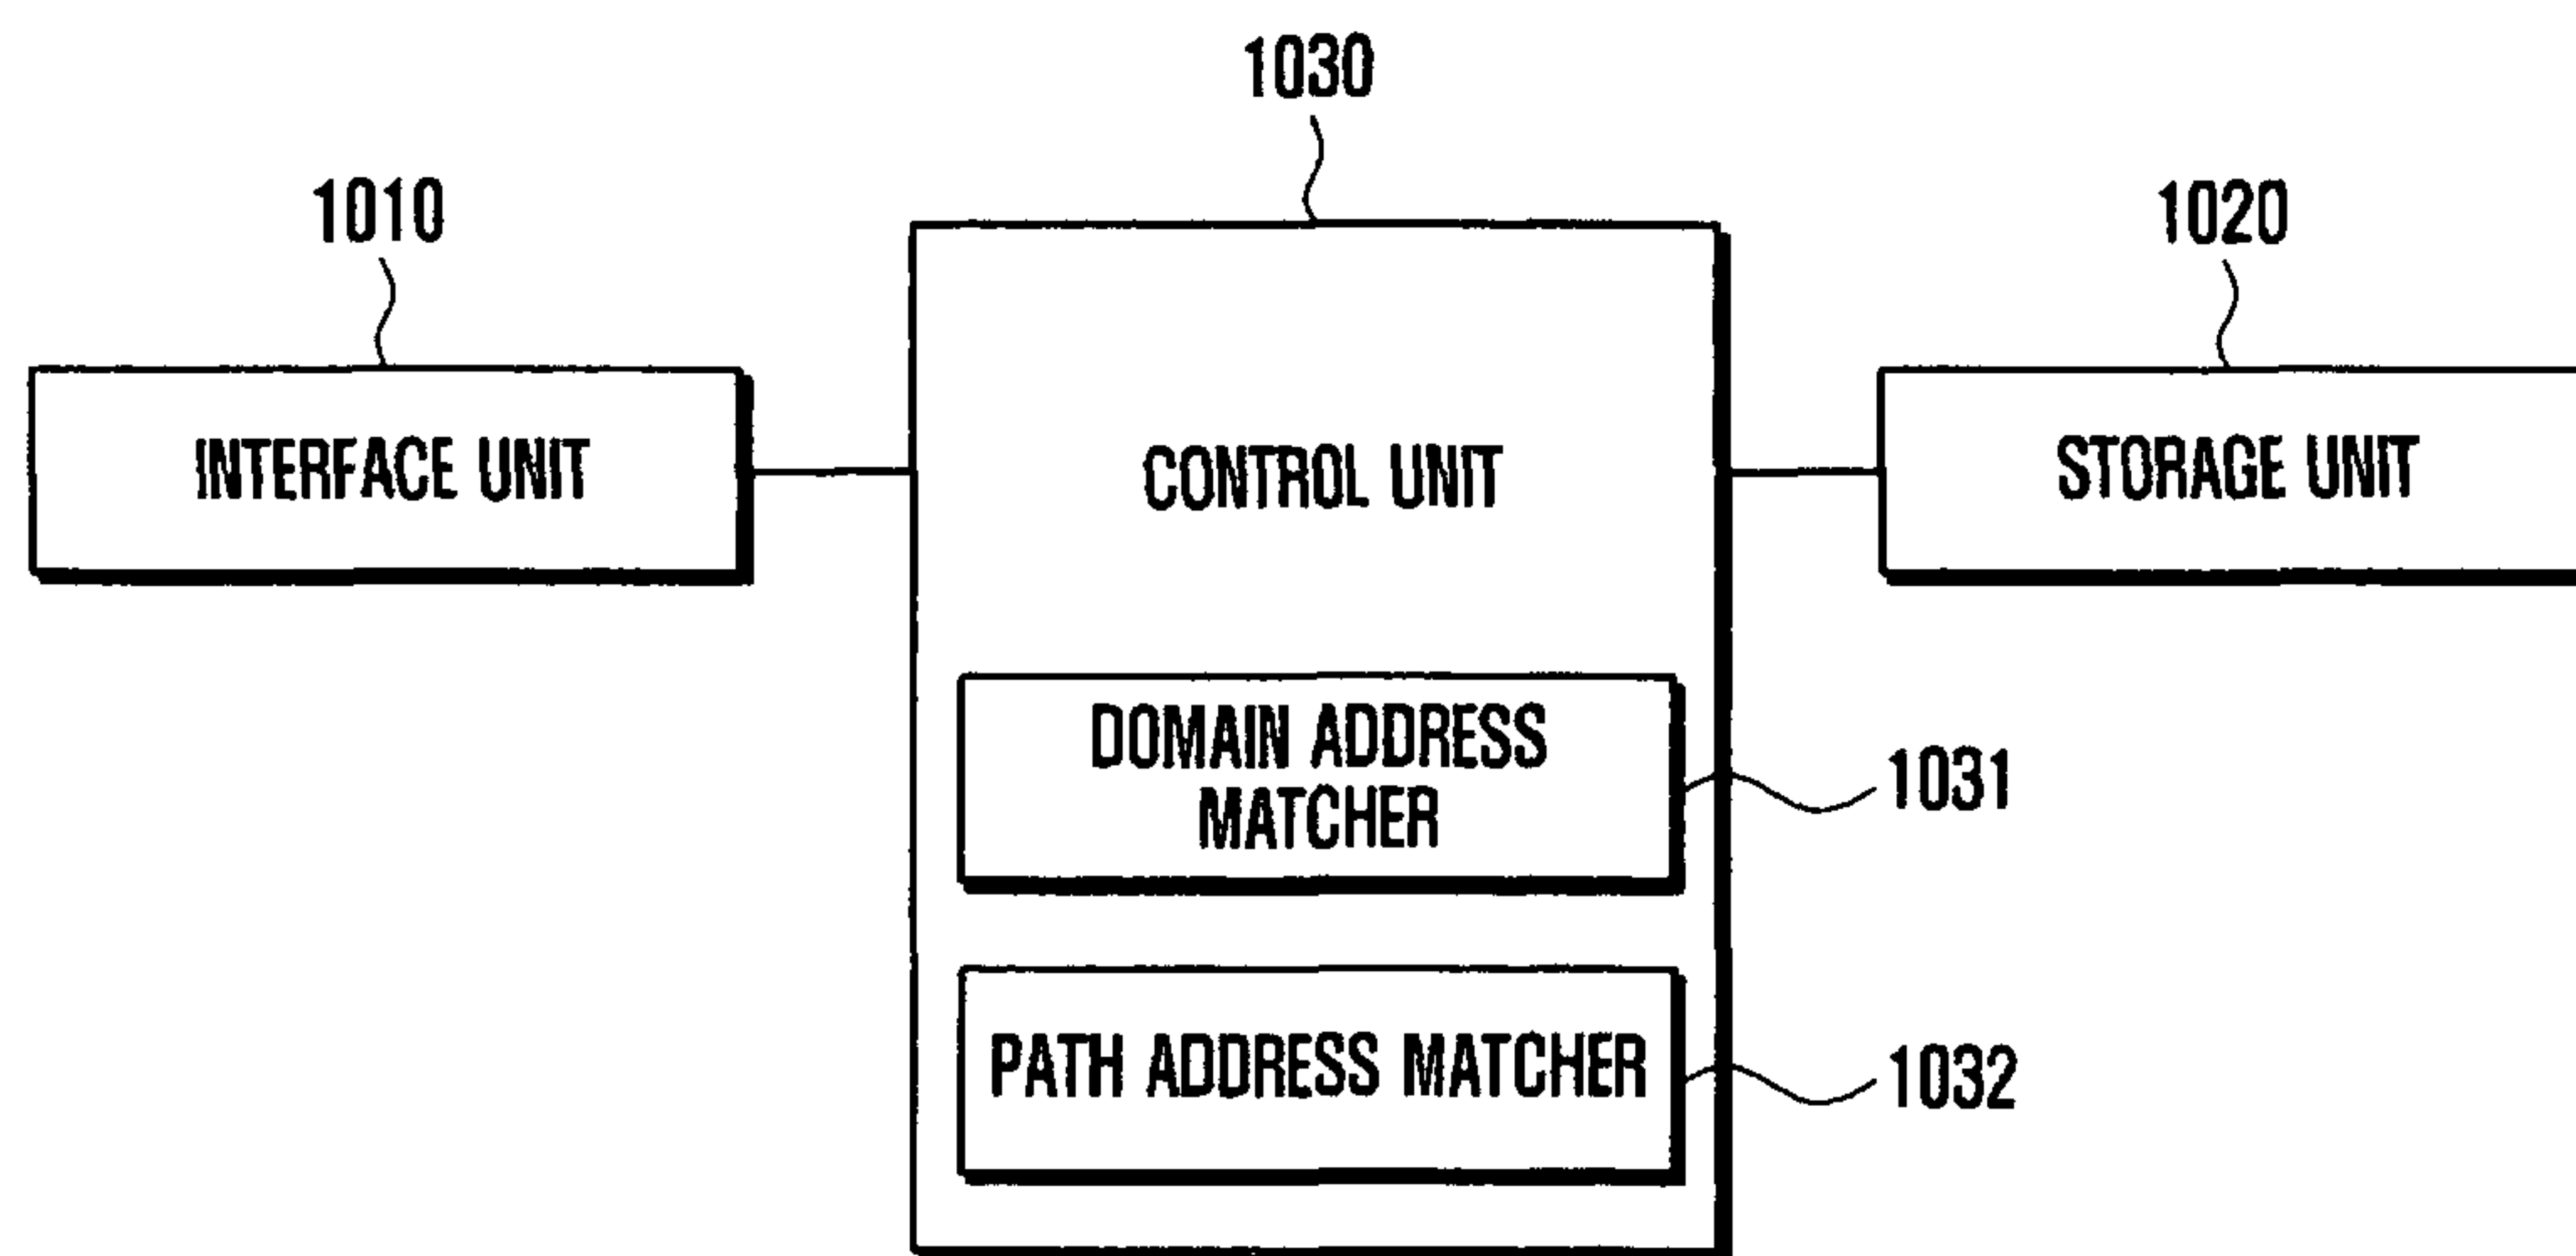 1030
1010
1020
INTERFACE UNIT
CONTROL UNIT
STORAGE UNIT
DOMAIN ADDRESS
MATCHER
1031
PATH ADDRESS MATCHER
1032